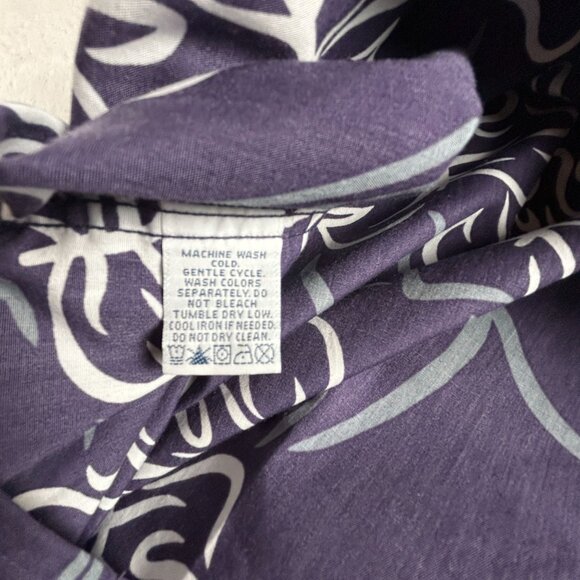 MACHINE WASH
COLD.
GENTLE CYCLE.
WASH COLORS
SEPARATELY. DO
NOT BLEACH
TUMBLE DRY LOW.
COOL IRON IF NEEDED.
DO NOT DRY CLEAN.